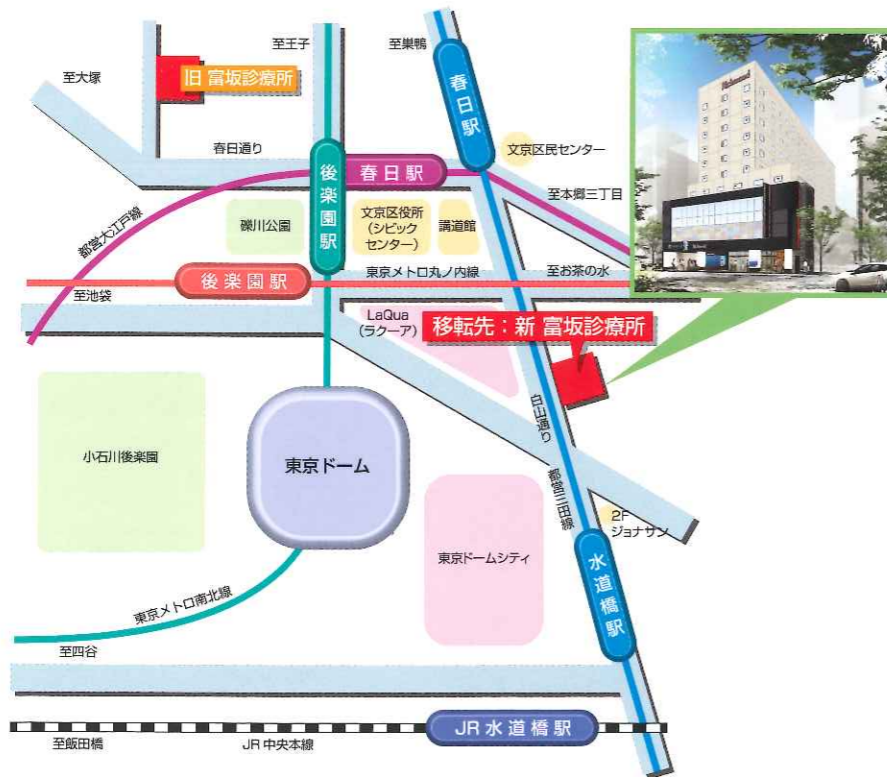 至王子
至巣鴨
至大塚
旧 富坂診療所
春日駅
春日通り
文京区民センター
春日駅
後楽園駅
至本郷三丁目
都営大江戸線
礫川公園
文京区役所
(シビック
センター)
講道館
後楽園駅
東京メトロ丸ノ内線
至お茶の水
至池袋
LaQua
(ラクーア)
移転先：新 富坂診療所
白山通り
小石川後楽園
東京ドーム
都営三田線
2F
ジョナサン
東京ドームシティ
水道橋駅
東京メトロ南北線
至四谷
JR水道橋駅
至飯田橋
JR中央本線